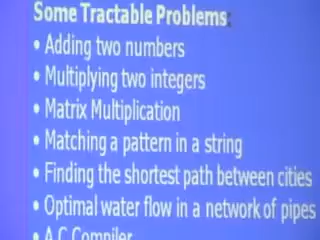 Some Tractable Problems:
• Adding two numbers
• Multiplying two integers
• Matrix Multiplication
• Matching a pattern in a string
• Finding the shortest path between cities
• Optimal water flow in a network of pipes
• A C Compiler